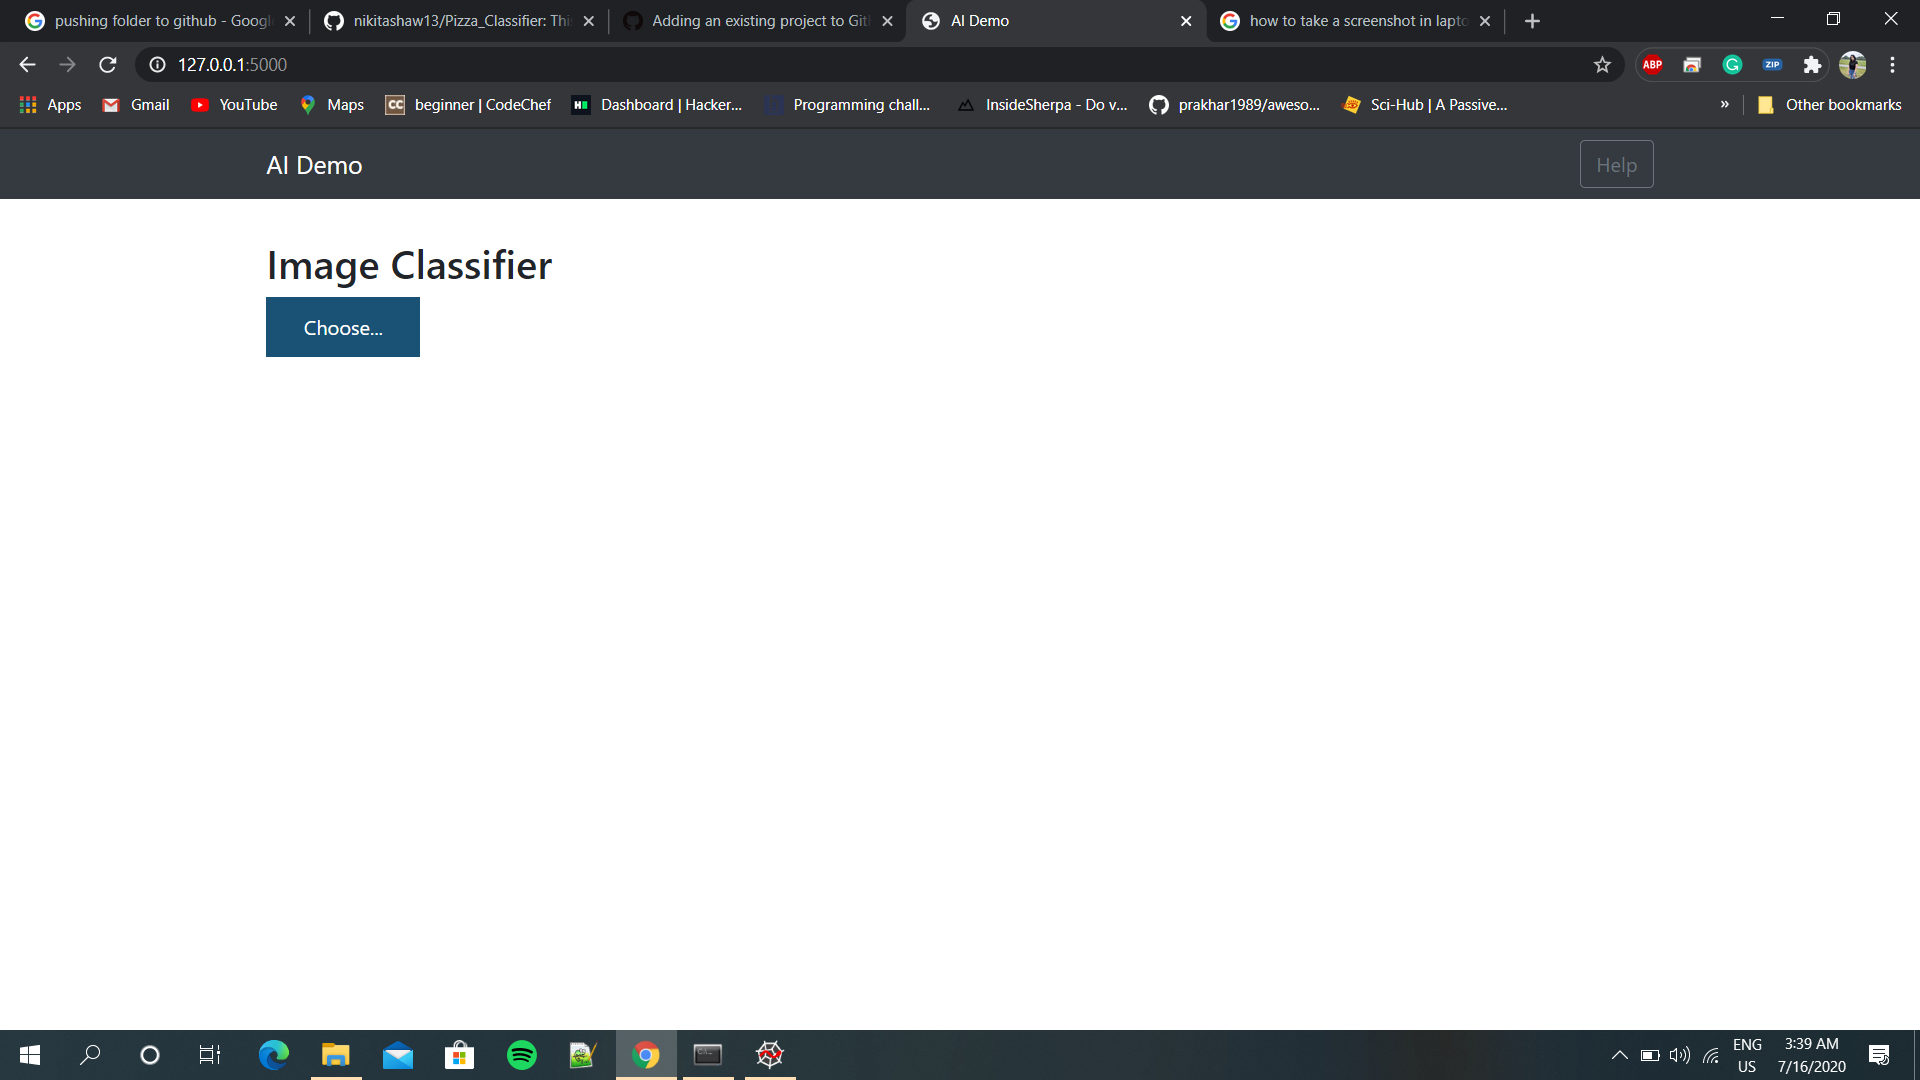 pushing folder to github - Googl
nikitashaw13/Pizza_Classifier: Thi
Adding an existing project to Git
AI Demo
how to take a screenshot in lapto
127.0.0.1:5000
ABP
ZIP
Apps
Gmail
YouTube
Maps
CC
beginner | CodeChef
Dashboard | Hacker...
Programming chall...
InsideSherpa - Do v...
prakhar1989/aweso...
Sci-Hub | A Passive...
»
Other bookmarks
AI Demo
Help
Image Classifier
Choose...
ENG
US
3:39 AM
7/16/2020